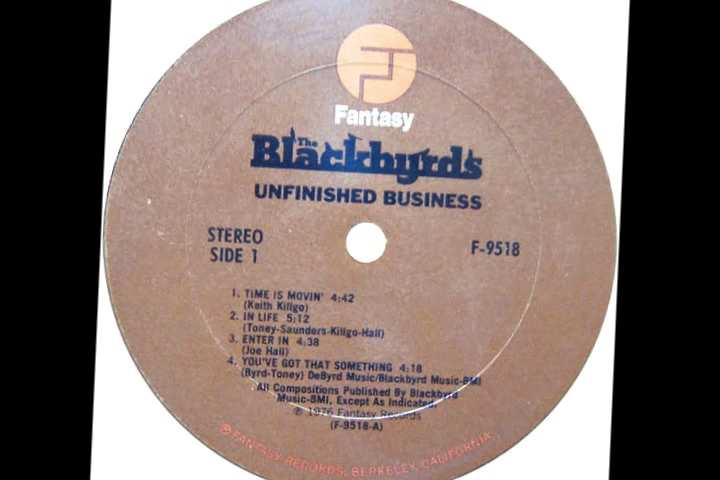 Fantasy
The
Blackbyrds
UNFINISHED BUSINESS
STEREO
SIDE 1
F-9518
1. TIME IS MOVIN' 4:42
(Keith Killgo)
2. IN LIFE 5:12
(Toney-Saunders-Killgo-Hall)
3. ENTER IN 4:38
(Joe Hall)
4. YOU'VE GOT THAT SOMETHING 4:18
(Byrd-Toney) DeByrd Music/Blackbyrd Music-BMI
All Compositions Published By Blackbyrd
Music-BMI, Except As Indicated.
℗ 1976 Fantasy Records
(F-9518-A)
℗ FANTASY RECORDS, BERKELEY, CALIFORNIA